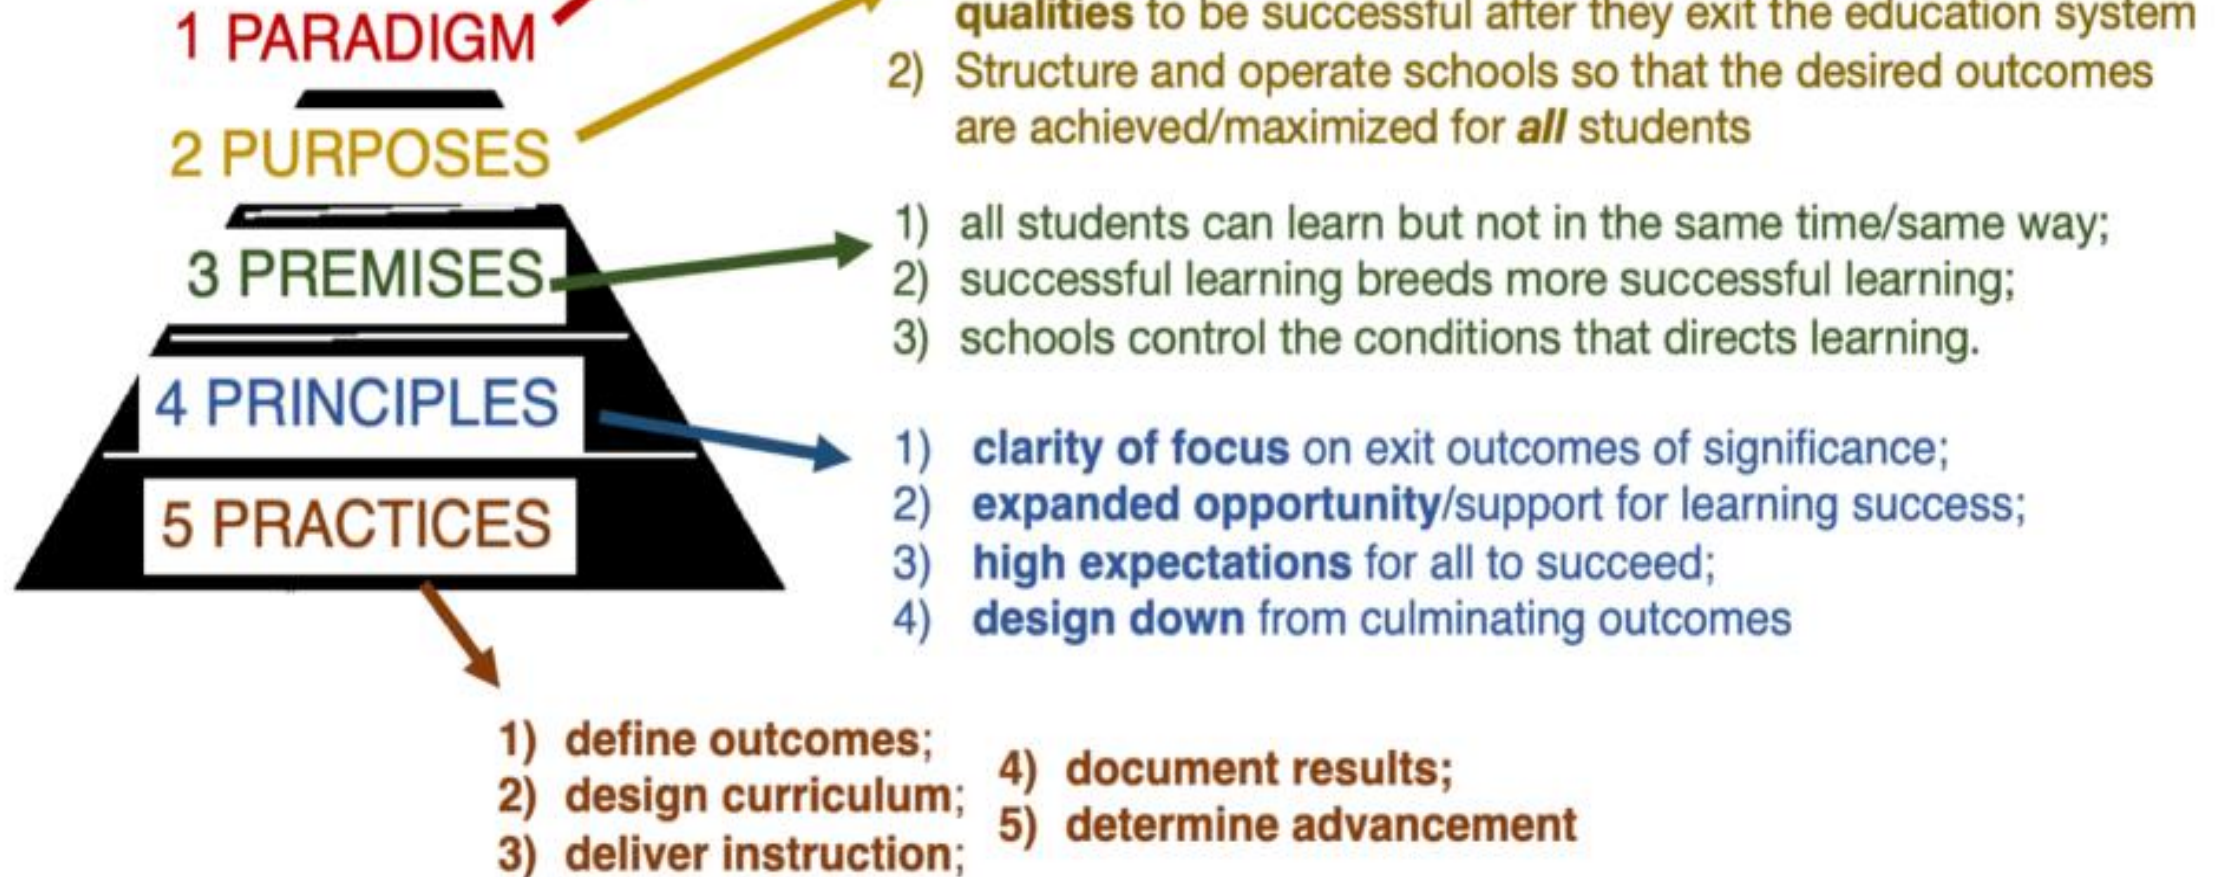 1 PARADIGM
qualities to be successful after they exit the education system
2 PURPOSES
2) Structure and operate schools so that the desired outcomes
are achieved/maximized for all students
3 PREMISES
1) all students can learn but not in the same time/same way;
2) successful learning breeds more successful learning;
3) schools control the conditions that directs learning.
4 PRINCIPLES
1) clarity of focus on exit outcomes of significance;
2) expanded opportunity/support for learning success;
3) high expectations for all to succeed;
4) design down from culminating outcomes
5 PRACTICES
1) define outcomes;
2) design curriculum;
3) deliver instruction;
4) document results;
5) determine advancement